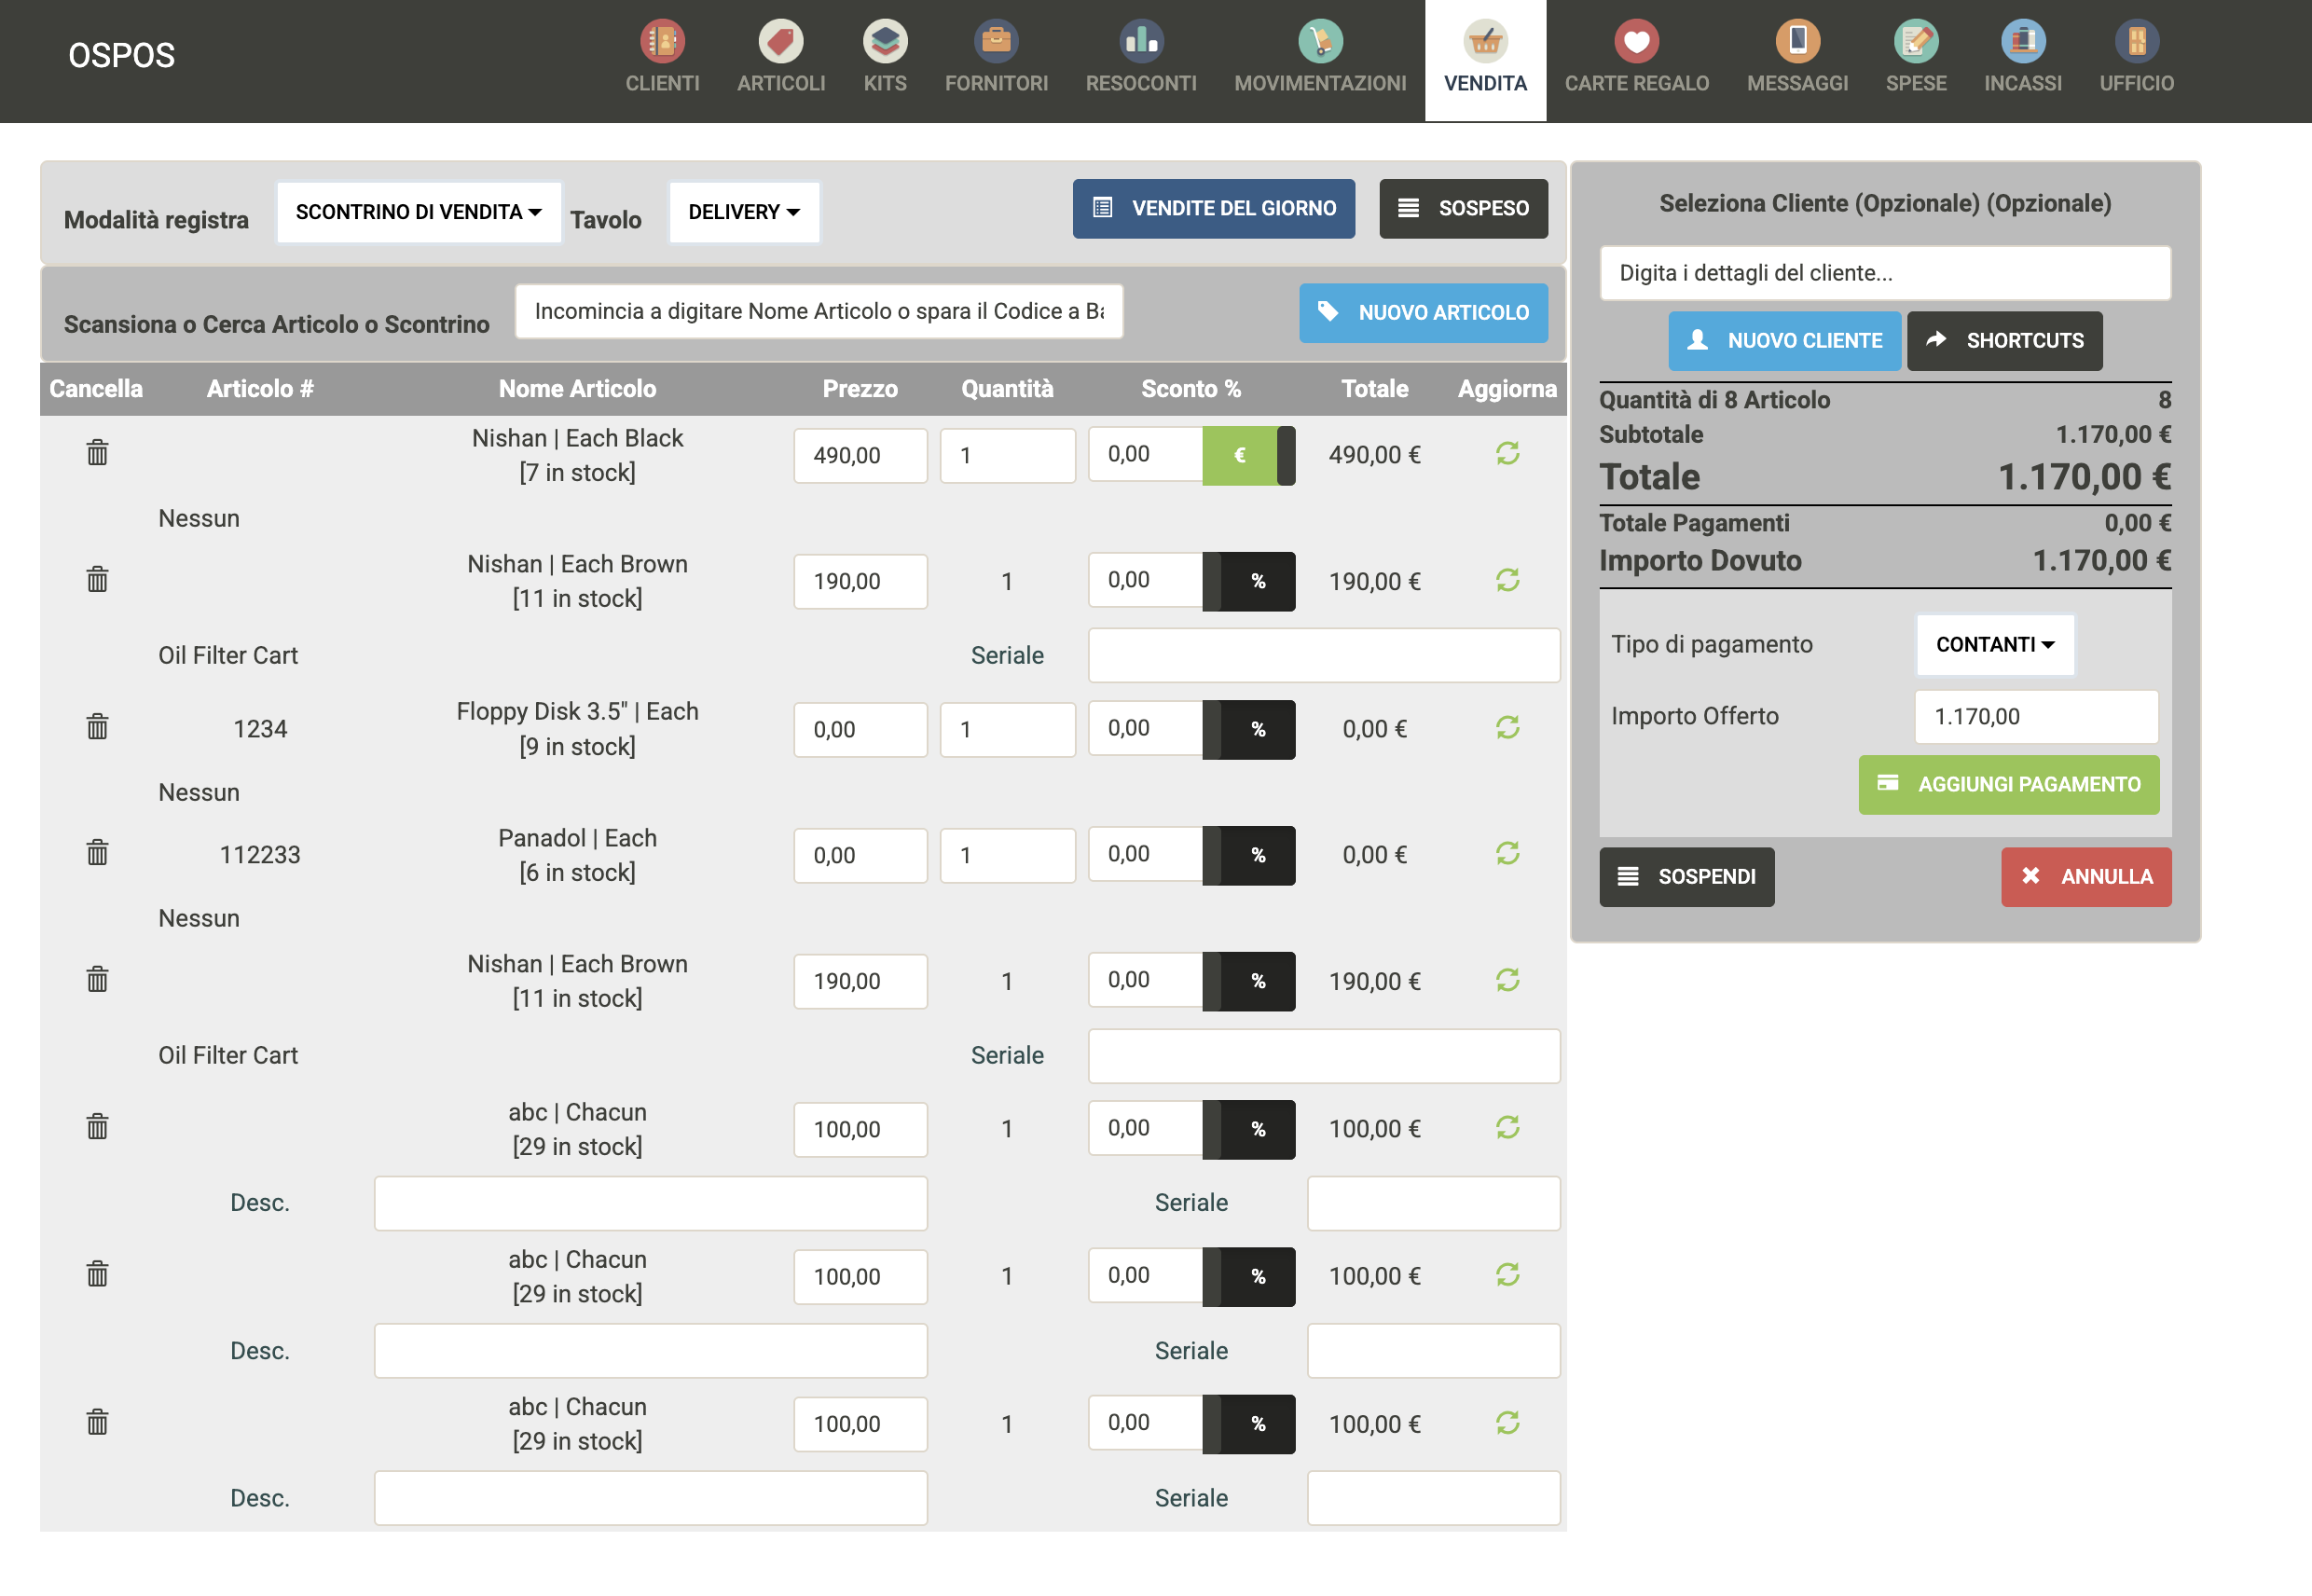 OSPOS
CLIENTI ARTICOLI KITS FORNITORI RESOCONTI MOVIMENTAZIONI VENDITA CARTE REGALO MESSAGGI SPESE INCASSI UFFICIO
Modalità registra SCONTRINO DI VENDITA Tavolo DELIVERY VENDITE DEL GIORNO SOSPESO
Scansiona o Cerca Articolo o Scontrino Incomincia a digitare Nome Articolo o spara il Codice a Ba NUOVO ARTICOLO
Cancella Articolo # Nome Articolo Prezzo Quantità Sconto % Totale Aggiorna
Nishan | Each Black
[7 in stock] 490,00 1 0,00 € 490,00 €
Nessun
Nishan | Each Brown
[11 in stock] 190,00 1 0,00 % 190,00 €
Oil Filter Cart Seriale
1234 Floppy Disk 3.5" | Each
[9 in stock] 0,00 1 0,00 % 0,00 €
Nessun
112233 Panadol | Each
[6 in stock] 0,00 1 0,00 % 0,00 €
Nessun
Nishan | Each Brown
[11 in stock] 190,00 1 0,00 % 190,00 €
Oil Filter Cart Seriale
abc | Chacun
[29 in stock] 100,00 1 0,00 % 100,00 €
Desc. Seriale
abc | Chacun
[29 in stock] 100,00 1 0,00 % 100,00 €
Desc. Seriale
abc | Chacun
[29 in stock] 100,00 1 0,00 % 100,00 €
Desc. Seriale
Seleziona Cliente (Opzionale) (Opzionale)
Digita i dettagli del cliente...
NUOVO CLIENTE SHORTCUTS
Quantità di 8 Articolo 8
Subtotale 1.170,00 €
Totale 1.170,00 €
Totale Pagamenti 0,00 €
Importo Dovuto 1.170,00 €
Tipo di pagamento CONTANTI
Importo Offerto 1.170,00
AGGIUNGI PAGAMENTO
SOSPENDI ANNULLA